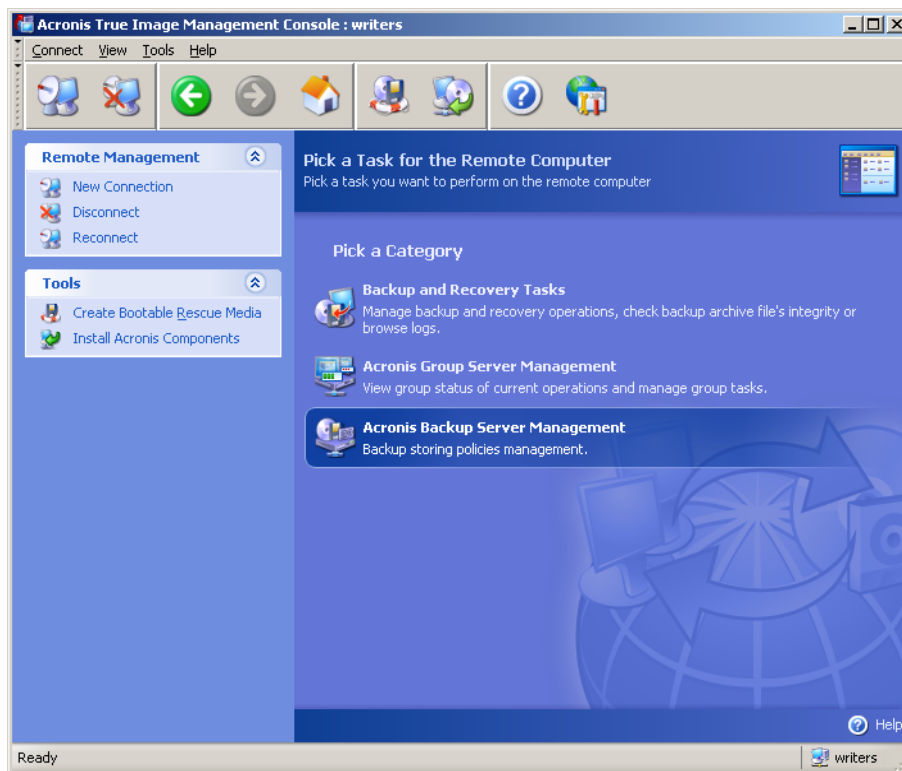 Acronis True Image Management Console : writers
Connect View Tools Help
Remote Management
New Connection
Disconnect
Reconnect
Tools
Create Bootable Rescue Media
Install Acronis Components
Pick a Task for the Remote Computer
Pick a task you want to perform on the remote computer
Pick a Category
Backup and Recovery Tasks
Manage backup and recovery operations, check backup archive file's integrity or
browse logs.
Acronis Group Server Management
View group status of current operations and manage group tasks.
Acronis Backup Server Management
Backup storing policies management.
Help
Ready
writers